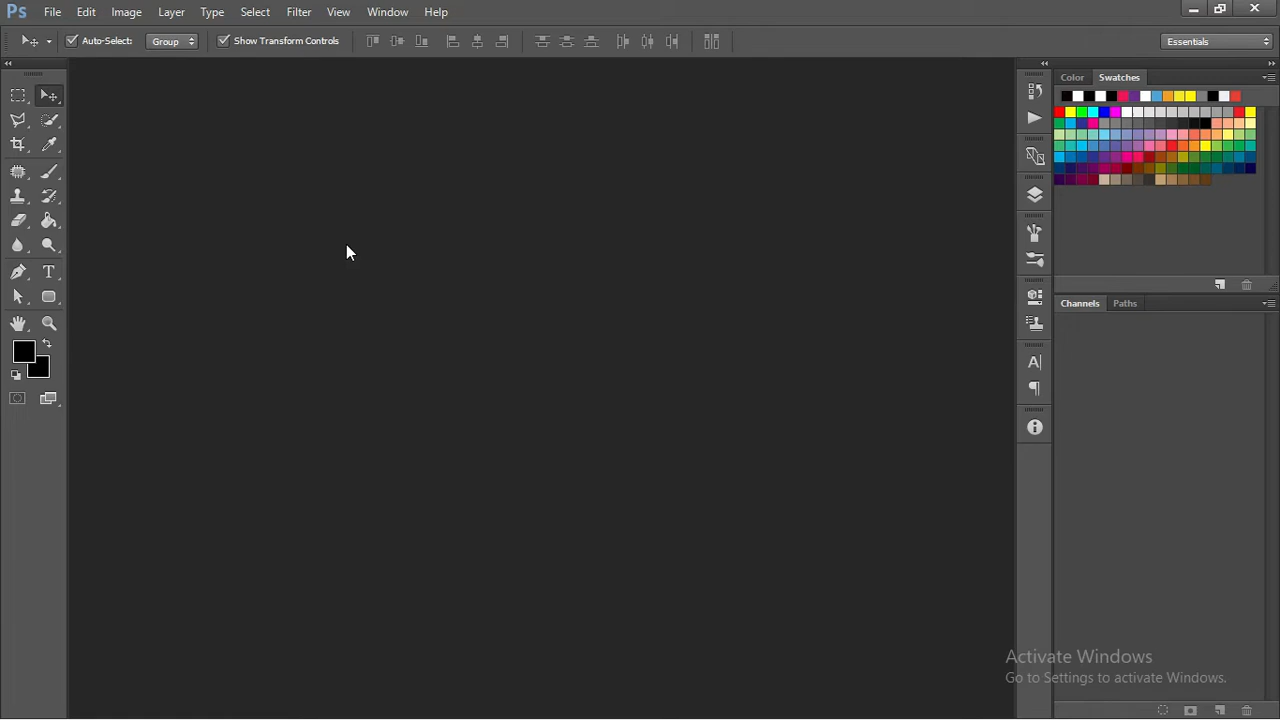 Ps File Edit Image Layer Type Select Filter View Window Help
Auto-Select: Group Show Transform Controls Essentials
Color Swatches
Channels Paths
Activate Windows
Go to Settings to activate Windows.